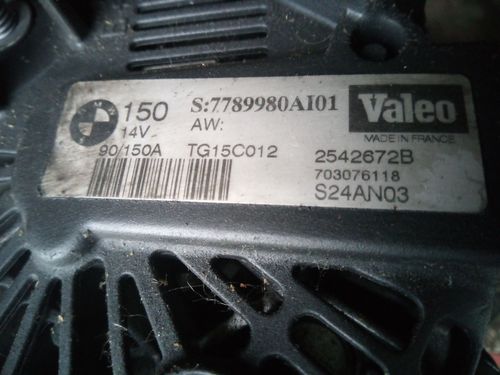 150 S:7789980AI01 Valeo
14V AW: MADE IN FRANCE
90/150A TG15C012 2542672B
703076118
S24AN03